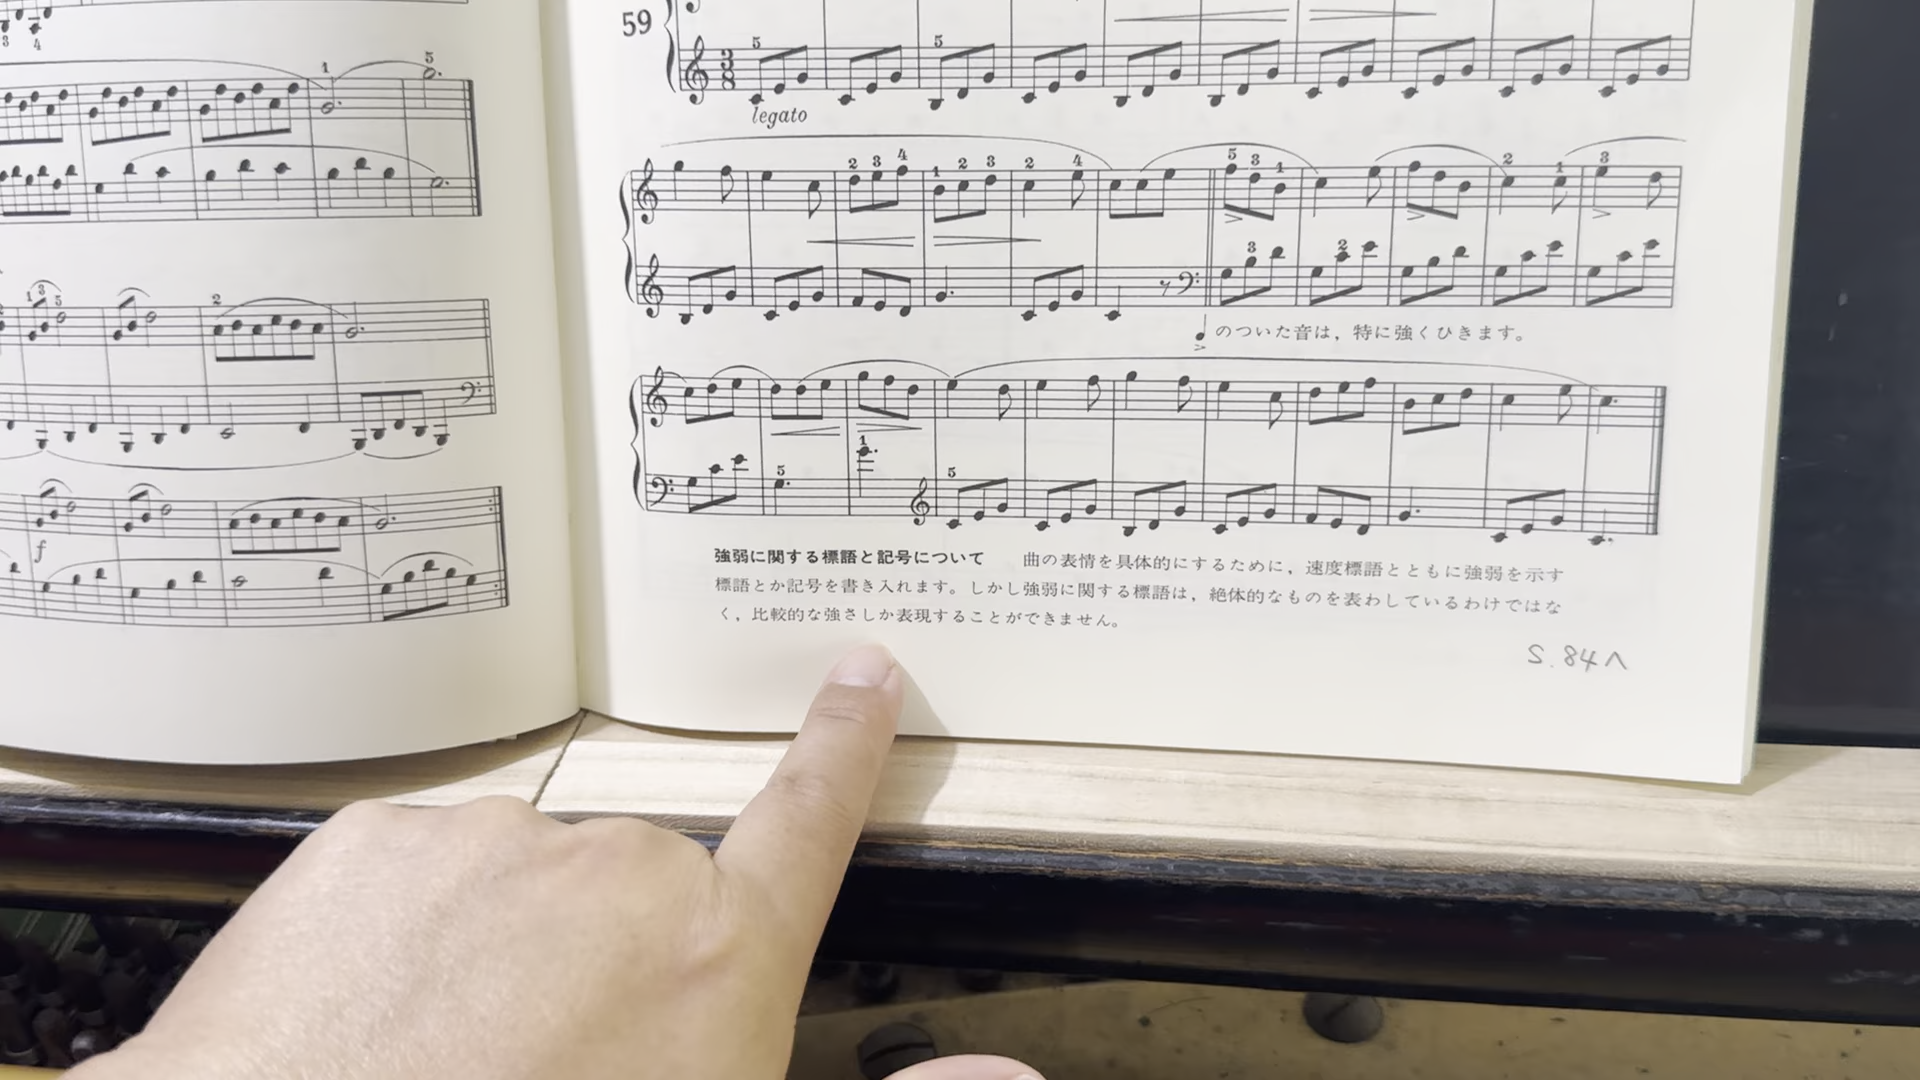 59
legato
のついた音は，特に強くひきます。
f
強弱に関する標語と記号について　曲の表情を具体的にするために，速度標語とともに強弱を示す
標語とか記号を書き入れます。しかし強弱に関する標語は，絶体的なものを表わしているわけではな
く，比較的な強さしか表現することができません。
S.84へ